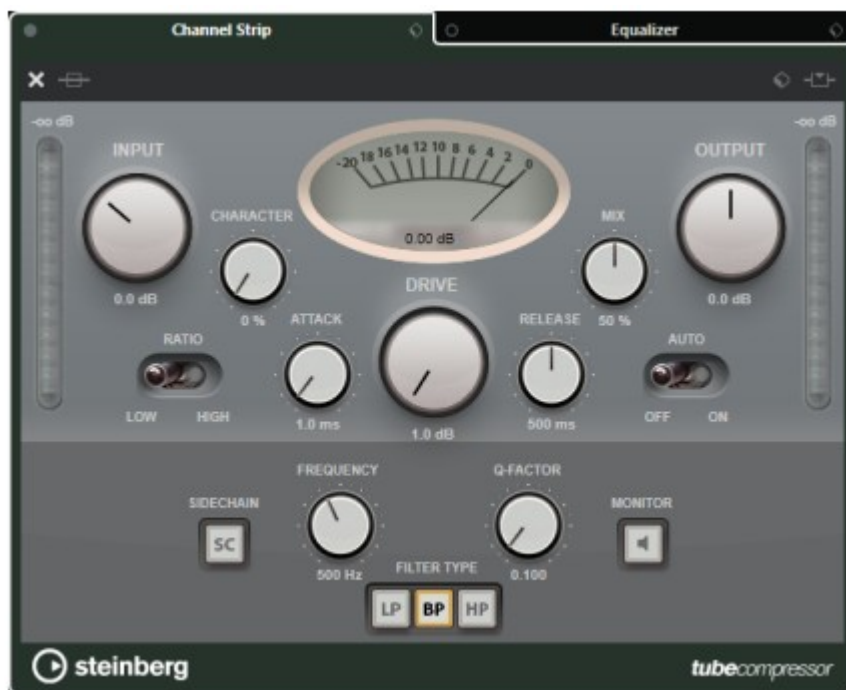 Channel Strip
Equalizer
-∞ dB
-∞ dB
INPUT
OUTPUT
-20 18 16 14 12 10 8 6 4 2 0
0.00 dB
CHARACTER
MIX
0.0 dB
0.0 dB
0 %
50 %
DRIVE
RATIO
ATTACK
RELEASE
AUTO
LOW HIGH
1.0 ms
1.0 dB
500 ms
OFF ON
FREQUENCY
Q-FACTOR
SIDECHAIN
MONITOR
SC
500 Hz
FILTER TYPE
0.100
LP BP HP
steinberg
tubecompressor